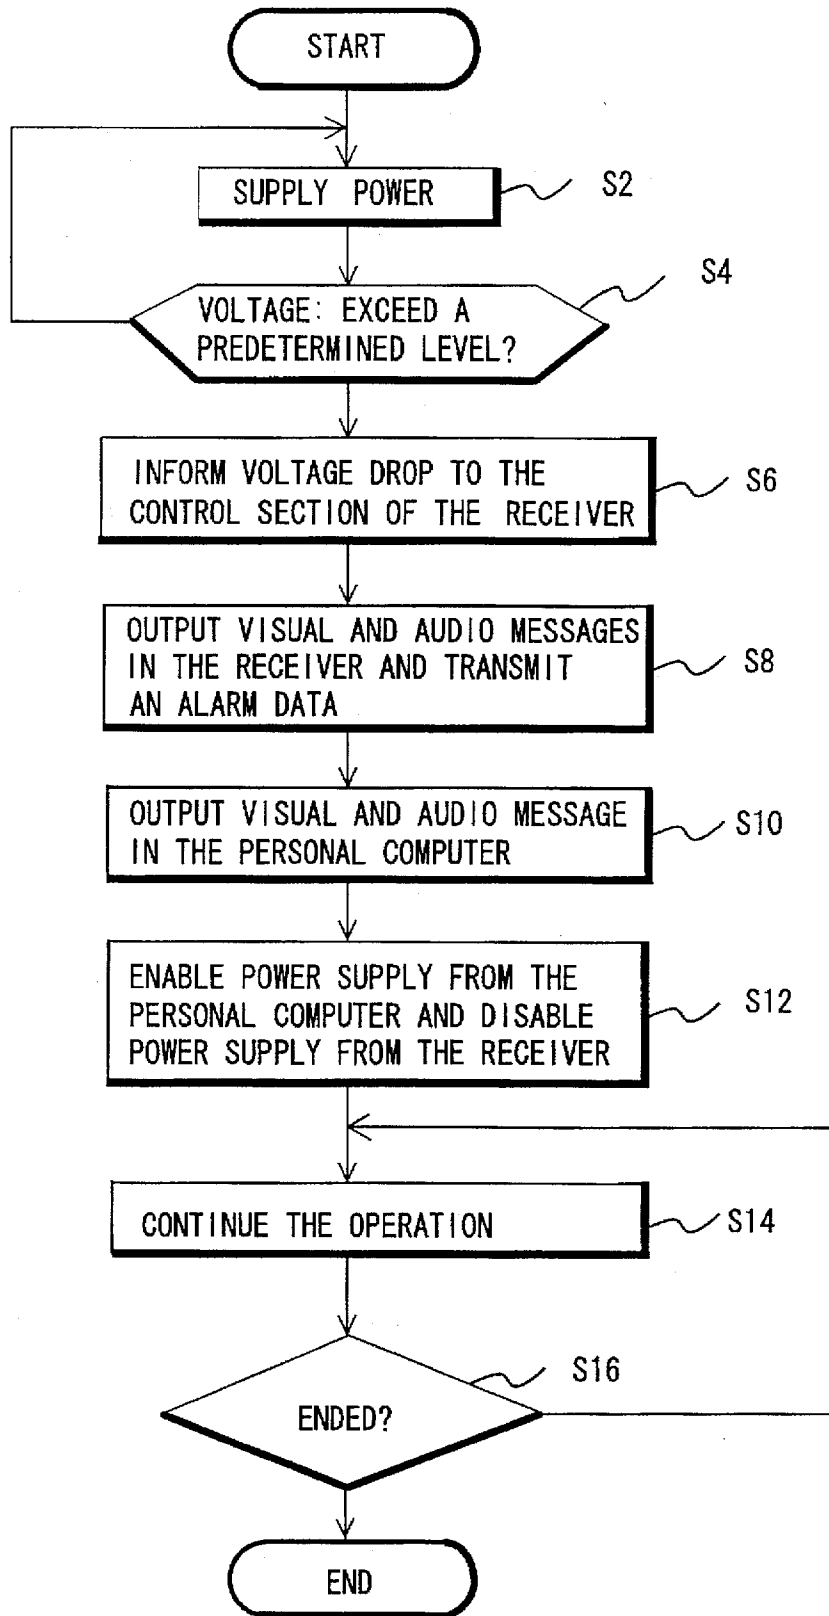 START
SUPPLY POWER
S2
VOLTAGE: EXCEED A
PREDETERMINED LEVEL?
S4
INFORM VOLTAGE DROP TO THE
CONTROL SECTION OF THE RECEIVER
S6
OUTPUT VISUAL AND AUDIO MESSAGES
IN THE RECEIVER AND TRANSMIT
AN ALARM DATA
S8
OUTPUT VISUAL AND AUDIO MESSAGE
IN THE PERSONAL COMPUTER
S10
ENABLE POWER SUPPLY FROM THE
PERSONAL COMPUTER AND DISABLE
POWER SUPPLY FROM THE RECEIVER
S12
CONTINUE THE OPERATION
S14
ENDED?
S16
END